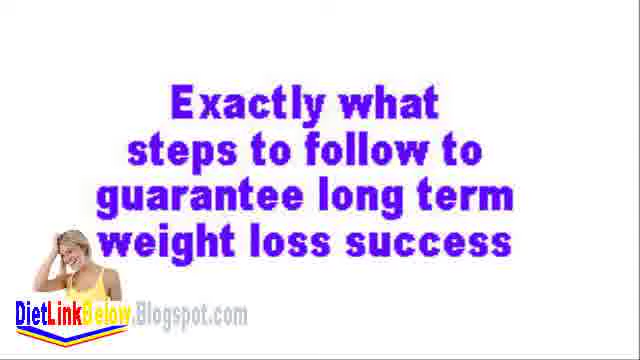 Exactly what
steps to follow to
guarantee long term
weight loss success
DietLinkBelow.Blogspot.com